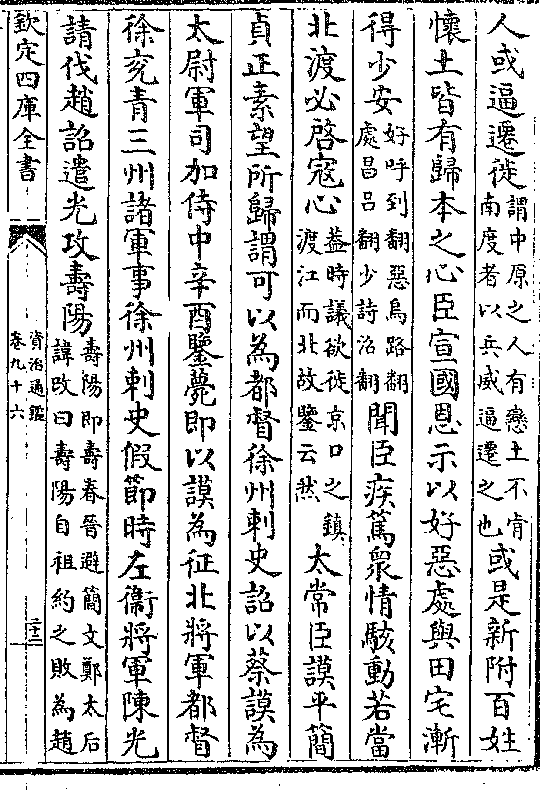 人或逼遷徙謂中原之人有戀土不肯南度者以兵威逼遷之也或是新附百姓
懷土皆有歸本之心臣宣國恩示以好惡處與田宅漸
得少安好呼到翻惡烏路翻處昌呂翻少詩沼翻聞臣疾篤衆情駭動若當
北渡必啓寇心蓋時議欲徙京口之鎮渡江而北故鑒云然太常臣謨平簡
貞正素望所歸謂可以為都督徐州刺史詔以蔡謨為
太尉軍司加侍中辛酉鑒薨即以謨為征北將軍都督
徐兖青三州諸軍事徐州刺史假節時左衞將軍陳光
請伐趙詔遣光攻壽陽壽陽即壽春晉避簡文鄭太后諱改曰壽陽自祖約之敗為趙
欽定四庫全書
資治通鑑
卷九十六
二十三